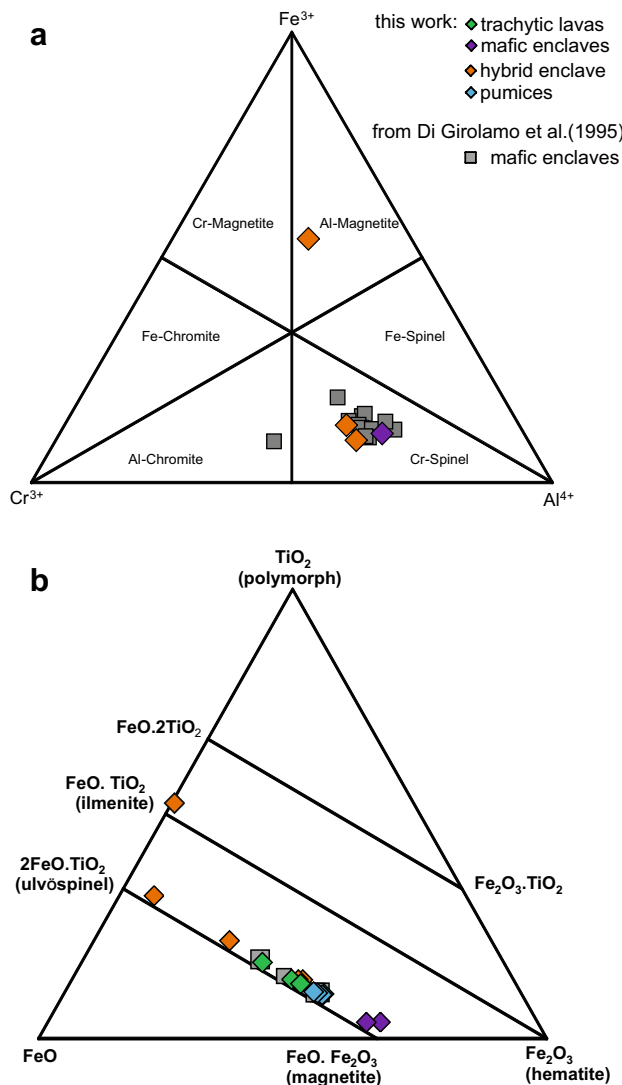 a
Fe³⁺
this work:
trachytic lavas
mafic enclaves
hybrid enclave
pumices
from Di Girolamo et al.(1995)
mafic enclaves
Cr-Magnetite
Al-Magnetite
Fe-Chromite
Fe-Spinel
Al-Chromite
Cr-Spinel
Cr³⁺
Al⁴⁺
b
TiO₂
(polymorph)
FeO.2TiO₂
FeO. TiO₂
(ilmenite)
2FeO.TiO₂
(ulvöspinel)
Fe₂O₃.TiO₂
FeO
FeO. Fe₂O₃
(magnetite)
Fe₂O₃
(hematite)